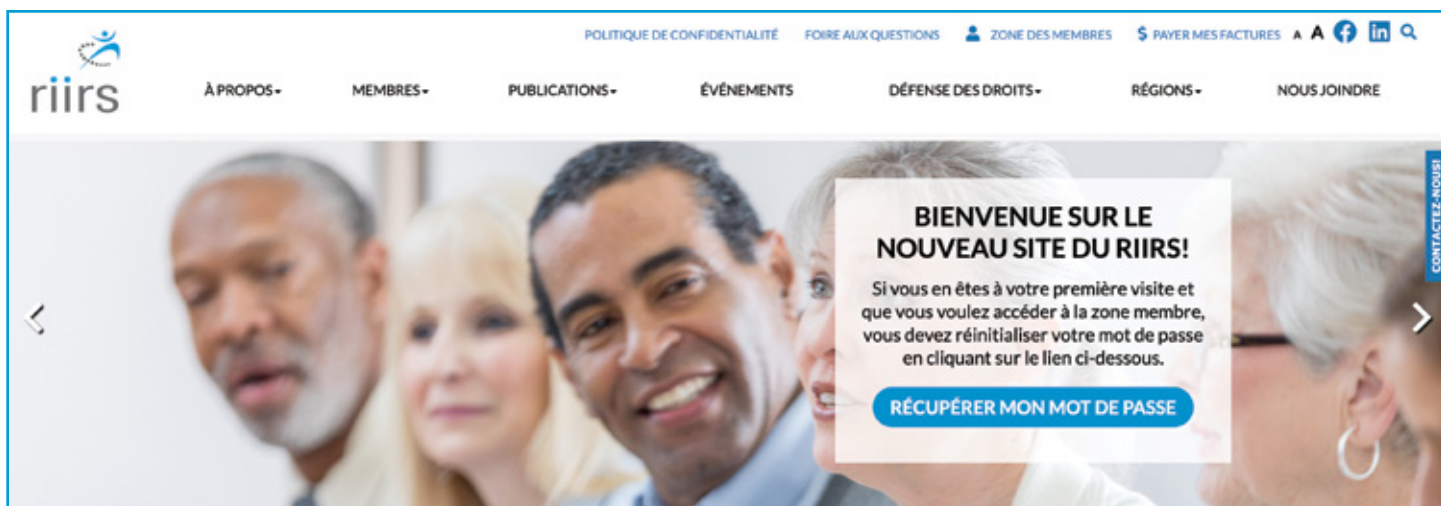 POLITIQUE DE CONFIDENTIALITÉ FOIRE AUX QUESTIONS ZONE DES MEMBRES $ PAYER MES FACTURES A A
riirs
À PROPOS MEMBRES PUBLICATIONS ÉVÉNEMENTS DÉFENSE DES DROITS RÉGIONS NOUS JOINDRE
BIENVENUE SUR LE
NOUVEAU SITE DU RIIRS!
Si vous en êtes à votre première visite et
que vous voulez accéder à la zone membre,
vous devez réinitialiser votre mot de passe
en cliquant sur le lien ci-dessous.
RÉCUPÉRER MON MOT DE PASSE
CONTACTEZ-NOUS!